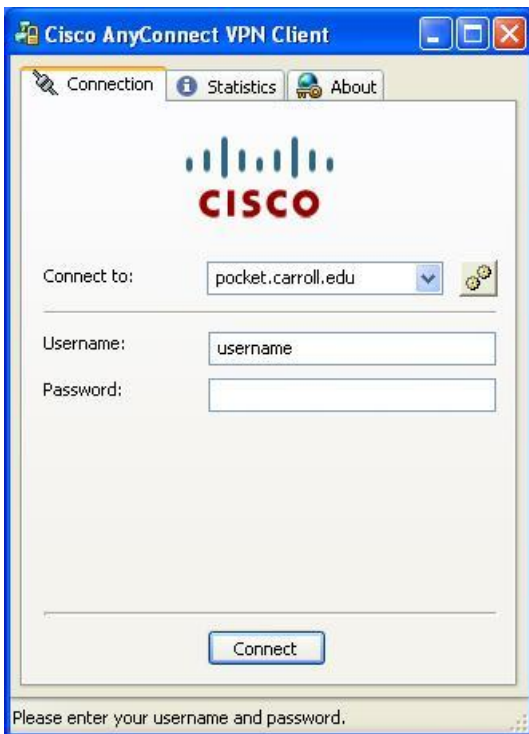 Cisco AnyConnect VPN Client
Connection Statistics About
CISCO
Connect to: pocket.carroll.edu
Username: username
Password:
Connect
Please enter your username and password.